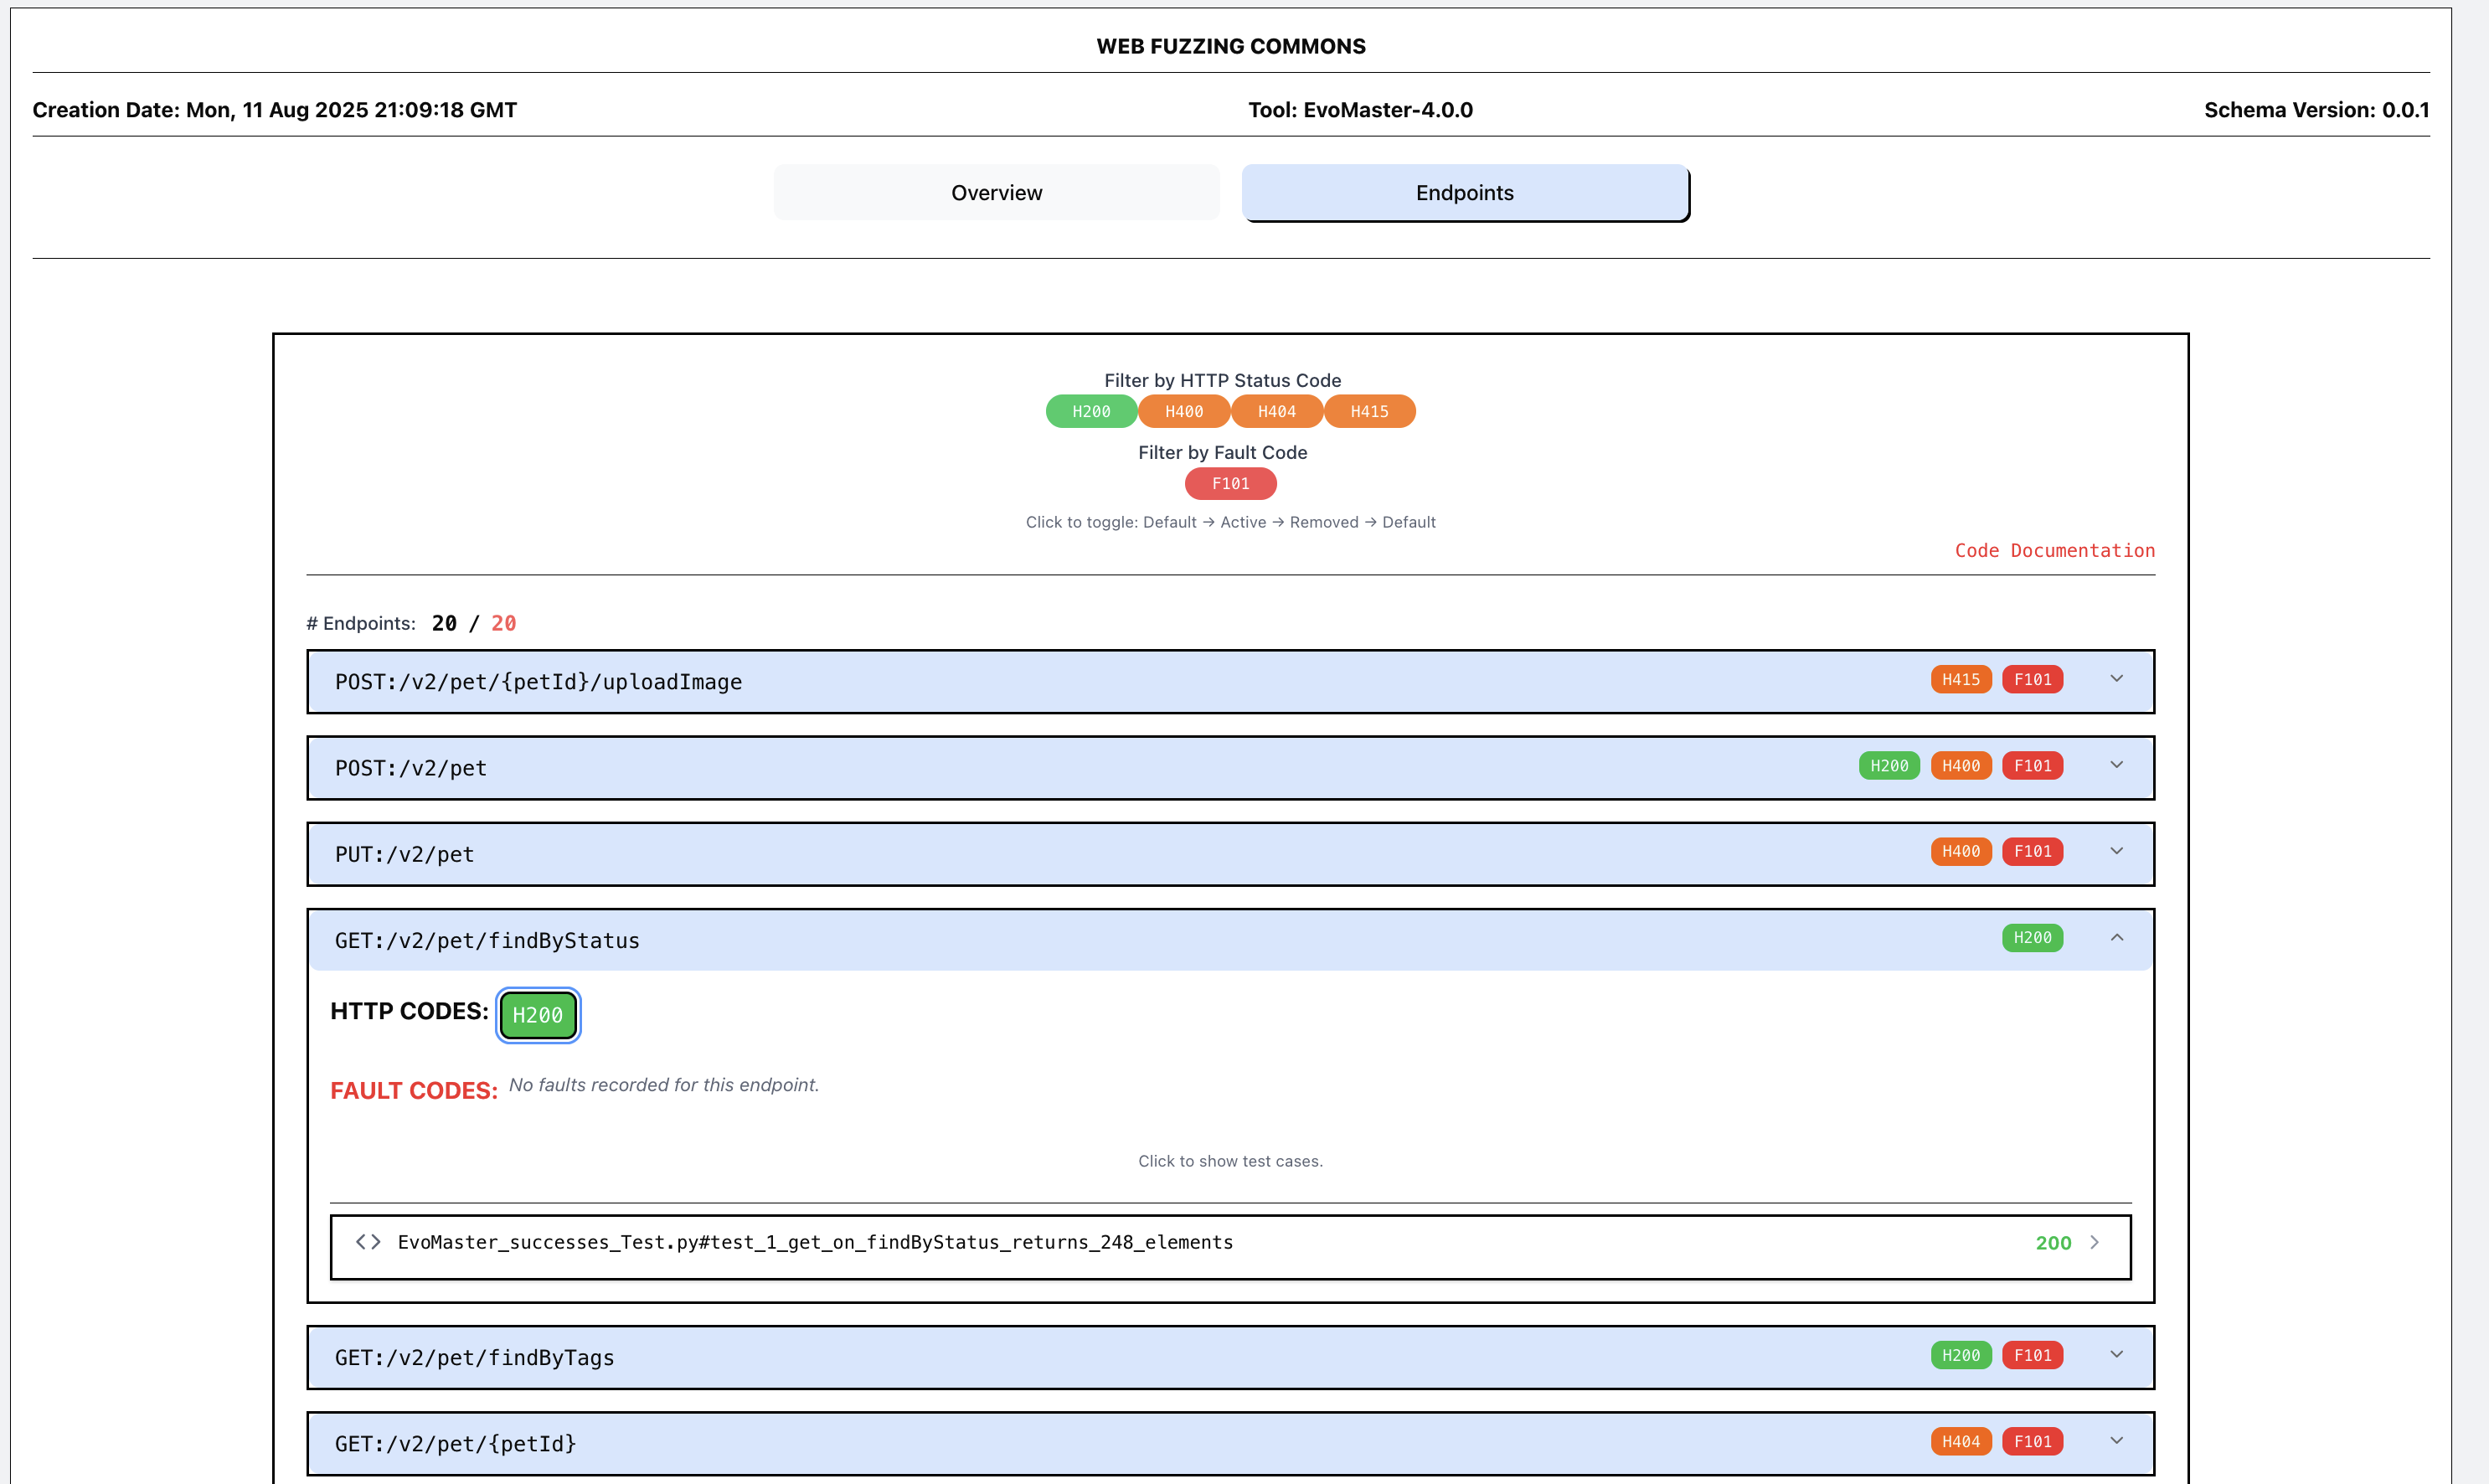 WEB FUZZING COMMONS
Creation Date: Mon, 11 Aug 2025 21:09:18 GMT Tool: EvoMaster-4.0.0 Schema Version: 0.0.1
Overview Endpoints
Filter by HTTP Status Code
H200 H400 H404 H415
Filter by Fault Code
F101
Click to toggle: Default → Active → Removed → Default
Code Documentation
# Endpoints: 20 / 20
POST:/v2/pet/{petId}/uploadImage H415 F101
POST:/v2/pet H200 H400 F101
PUT:/v2/pet H400 F101
GET:/v2/pet/findByStatus H200
HTTP CODES: H200
FAULT CODES: No faults recorded for this endpoint.
Click to show test cases.
<> EvoMaster_successes_Test.py#test_1_get_on_findByStatus_returns_248_elements 200
GET:/v2/pet/findByTags H200 F101
GET:/v2/pet/{petId} H404 F101